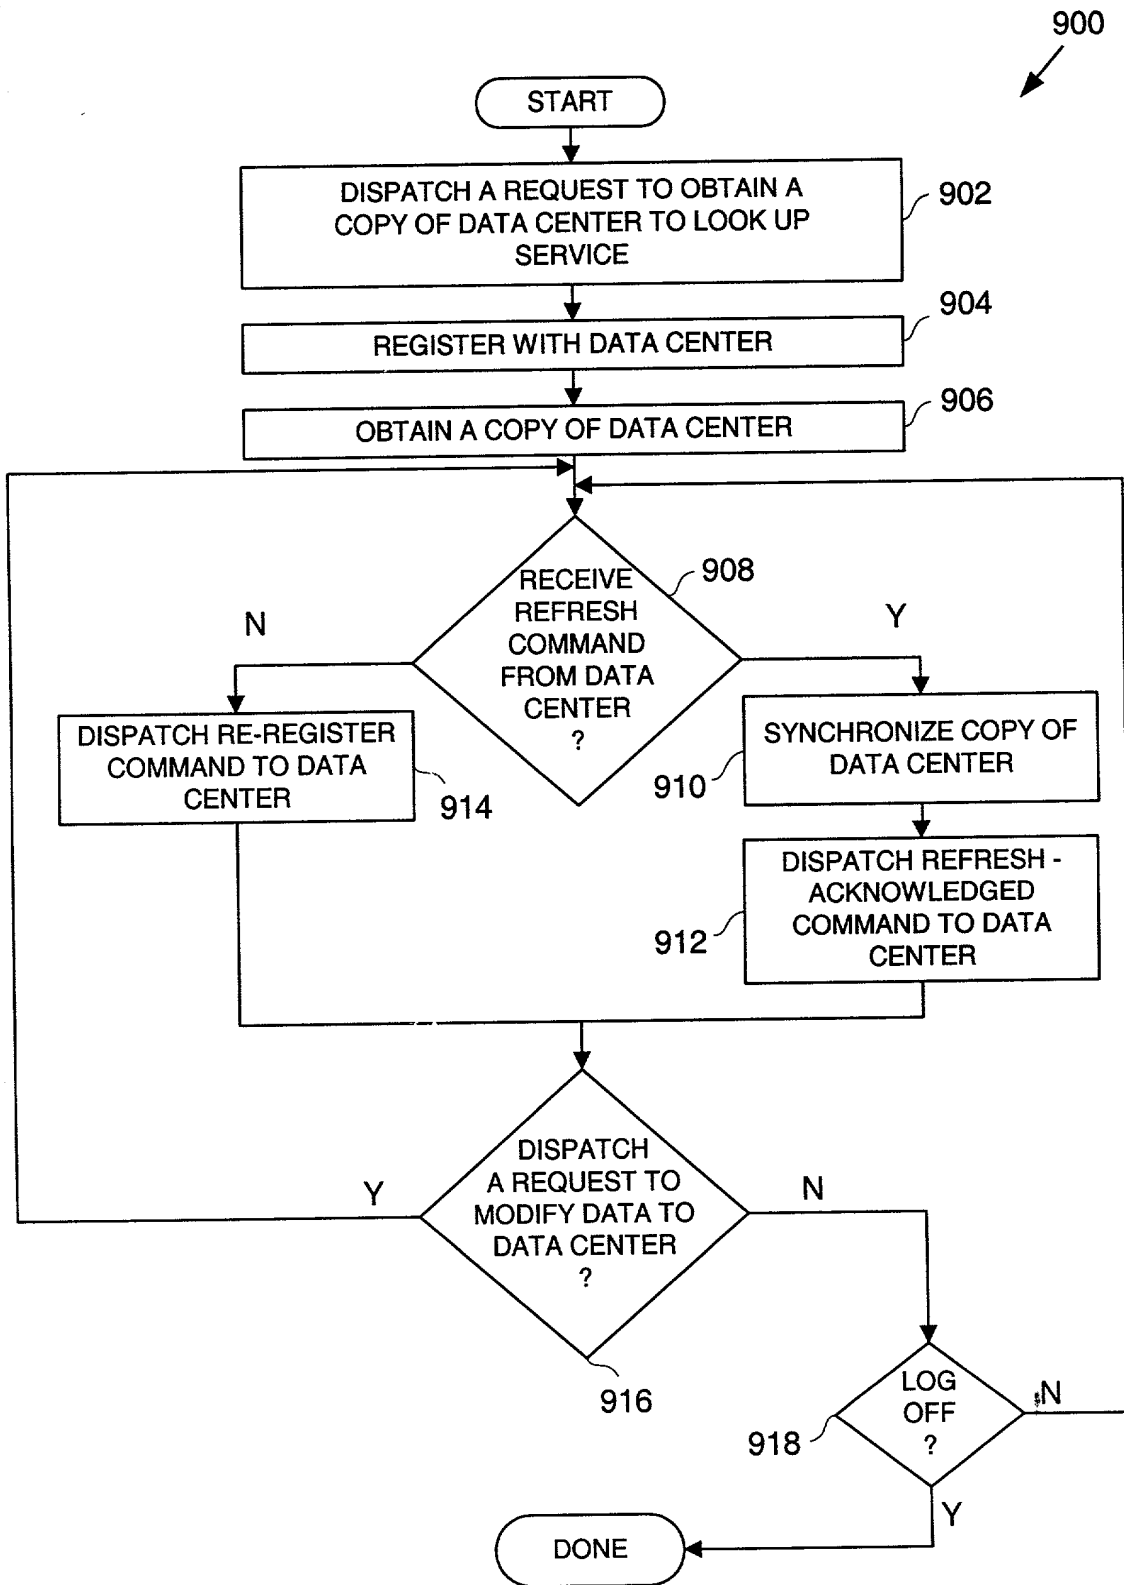 900
START
DISPATCH A REQUEST TO OBTAIN A
COPY OF DATA CENTER TO LOOK UP
SERVICE
902
904
REGISTER WITH DATA CENTER
906
OBTAIN A COPY OF DATA CENTER
RECEIVE
REFRESH
COMMAND
FROM DATA
CENTER
?
908
N
Y
DISPATCH RE-REGISTER
COMMAND TO DATA
CENTER
914
SYNCHRONIZE COPY OF
DATA CENTER
910
DISPATCH REFRESH -
ACKNOWLEDGED
COMMAND TO DATA
CENTER
912
DISPATCH
A REQUEST TO
MODIFY DATA TO
DATA CENTER
?
Y
N
916
LOG
OFF
?
N
918
Y
DONE